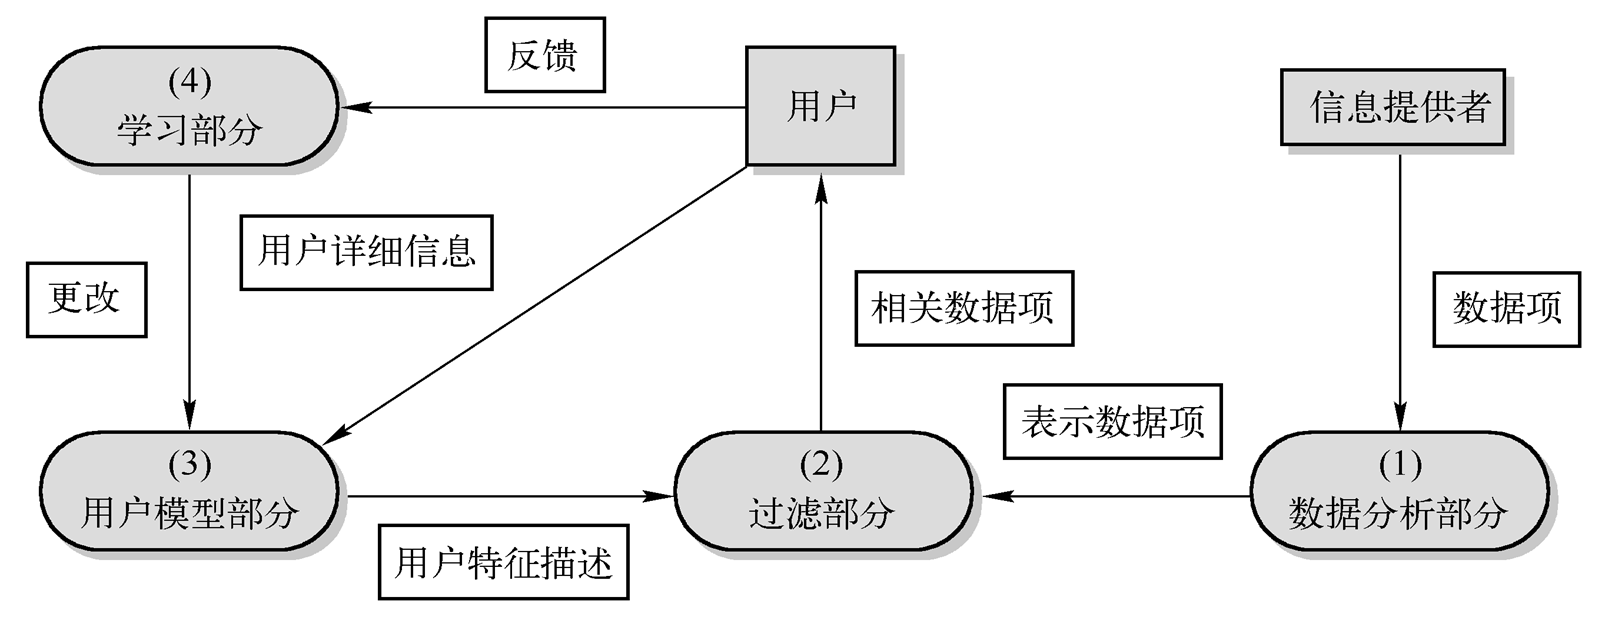 反馈
(4)
学习部分
用户
信息提供者
用户详细信息
更改
相关数据项
数据项
表示数据项
(3)
用户模型部分
(2)
过滤部分
(1)
数据分析部分
用户特征描述